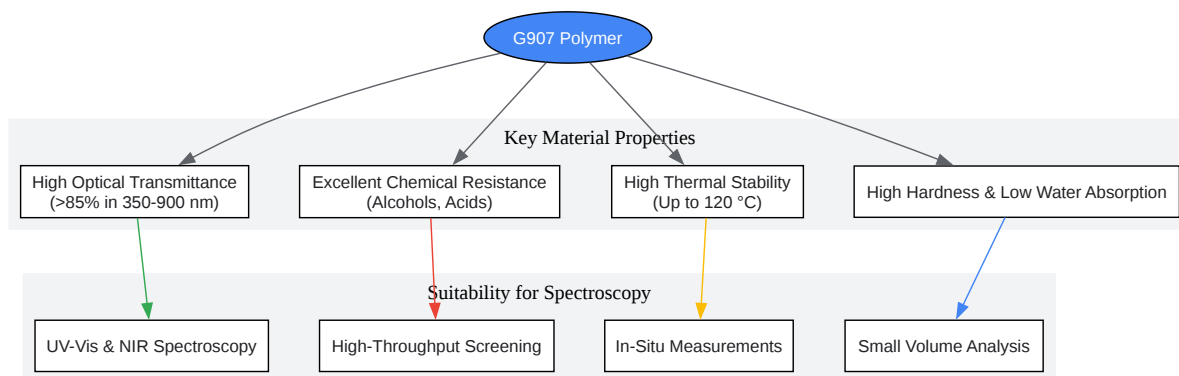 G907 Polymer
Key Material Properties
High Optical Transmittance
(>85% in 350-900 nm)
Excellent Chemical Resistance
(Alcohols, Acids)
High Thermal Stability
(Up to 120 °C)
High Hardness & Low Water Absorption
Suitability for Spectroscopy
UV-Vis & NIR Spectroscopy
High-Throughput Screening
In-Situ Measurements
Small Volume Analysis